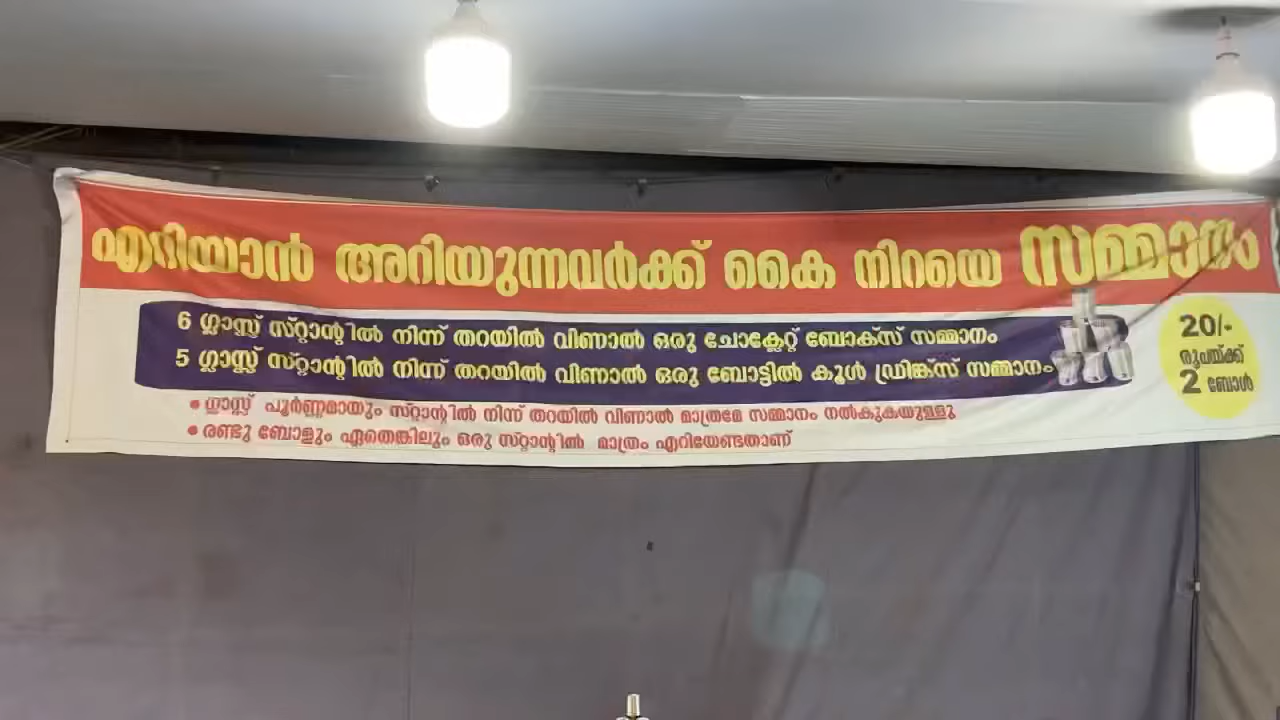 എറിയാൻ അറിയുന്നവർക്ക് കൈ നിറയെ സമ്മാനം
6 ഗ്ലാസ്സ് സ്റ്റാന്റിൽ നിന്ന് തറയിൽ വീണാൽ ഒരു ചോക്ലേറ്റ് ബോക്സ് സമ്മാനം
5 ഗ്ലാസ്സ് സ്റ്റാന്റിൽ നിന്ന് തറയിൽ വീണാൽ ഒരു ബോട്ടിൽ കൂൾ ഡ്രിങ്ക്സ് സമ്മാനം
• ഗ്ലാസ്സ് പൂർണ്ണമായും സ്റ്റാന്റിൽ നിന്ന് തറയിൽ വീണാൽ മാത്രമേ സമ്മാനം നൽകുകയുള്ളു
• രണ്ടു ബോളും ഏതെങ്കിലും ഒരു സ്റ്റാന്റിൽ മാത്രം എറിയേണ്ടതാണ്
20/-
രൂപയ്ക്ക്
2 ബോൾ